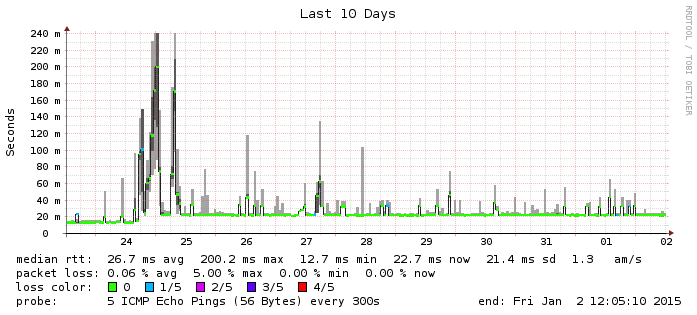 Last 10 Days
RRDTOOL / TOBI OETIKER
Seconds
240 m
220 m
200 m
180 m
160 m
140 m
120 m
100 m
80 m
60 m
40 m
20 m
0
24 25 26 27 28 29 30 31 01 02
median rtt: 26.7 ms avg 200.2 ms max 12.7 ms min 22.7 ms now 21.4 ms sd 1.3 am/s
packet loss: 0.06 % avg 5.00 % max 0.00 % min 0.00 % now
loss color: 0 1/5 2/5 3/5 4/5
probe: 5 ICMP Echo Pings (56 Bytes) every 300s end: Fri Jan 2 12:05:10 2015